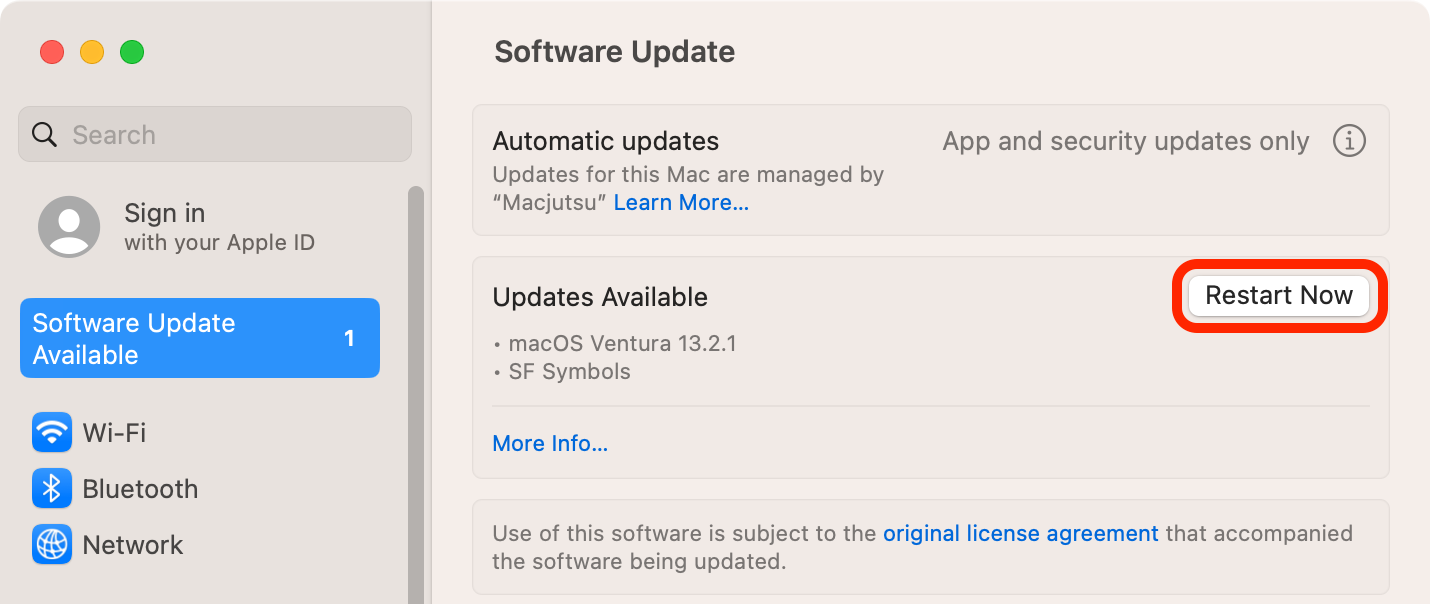 Software Update
Search
Automatic updates
App and security updates only
Updates for this Mac are managed by
“Macjutsu” Learn More...
Sign in
with your Apple ID
Updates Available
Restart Now
Software Update
Available
1
• macOS Ventura 13.2.1
• SF Symbols
Wi-Fi
More Info...
Bluetooth
Network
Use of this software is subject to the original license agreement that accompanied
the software being updated.